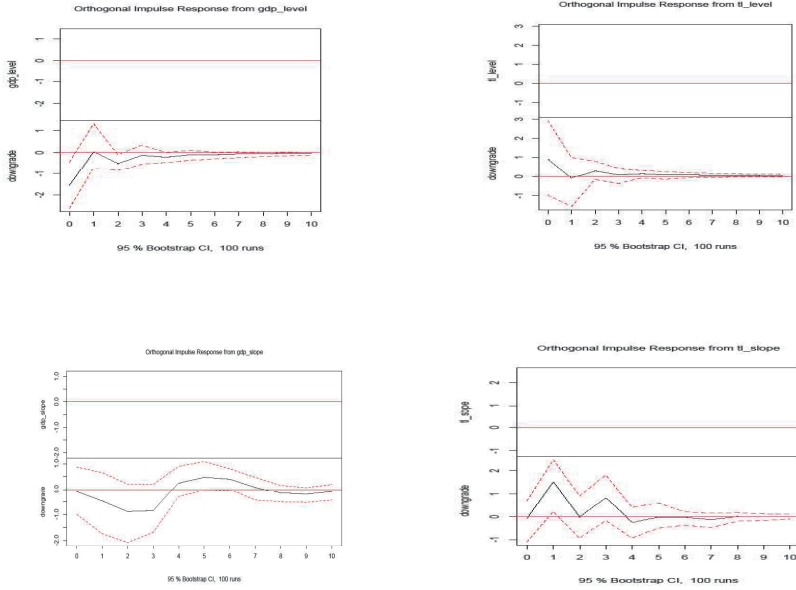 Orthogonal Impulse Response from gdp_level
gdp_level
1
0
-1
-2
downgrade
1
0
-1
-2
0 1 2 3 4 5 6 7 8 9 10
95 % Bootstrap CI, 100 runs
Orthogonal Impulse Response from tl_level
tl_level
3
2
1
0
-1
downgrade
3
2
1
0
-1
0 1 2 3 4 5 6 7 8 9 10
95 % Bootstrap CI, 100 runs
Orthogonal Impulse Response from gdp_slope
gdp_slope
1.0
0.0
-1.0
-2.0
downgrade
1.0
0.0
-1.0
-2.0
0 1 2 3 4 5 6 7 8 9 10
95 % Bootstrap CI, 100 runs
Orthogonal Impulse Response from tl_slope
tl_sope
2
1
0
-1
downgrade
2
1
0
-1
0 1 2 3 4 5 6 7 8 9 10
95 % Bootstrap CI, 100 runs